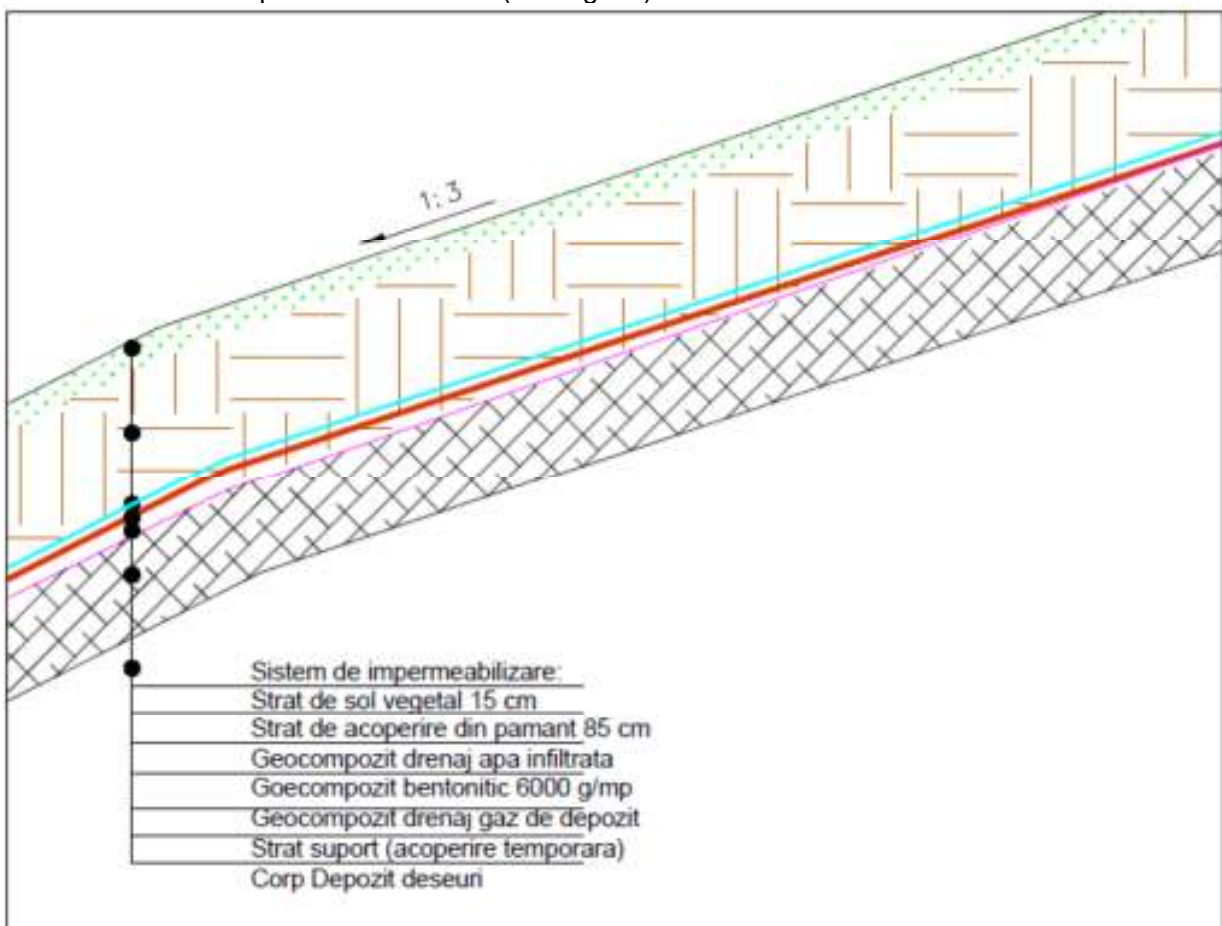 1: 3
Sistem de impermeabilizare:
Strat de sol vegetal 15 cm
Strat de acoperire din pamant 85 cm
Geocompozit drenaj apa infiltrata
Goecompozit bentonitic 6000 g/mp
Geocompozit drenaj gaz de depozit
Strat suport (acoperire temporara)
Corp Depozit deseuri